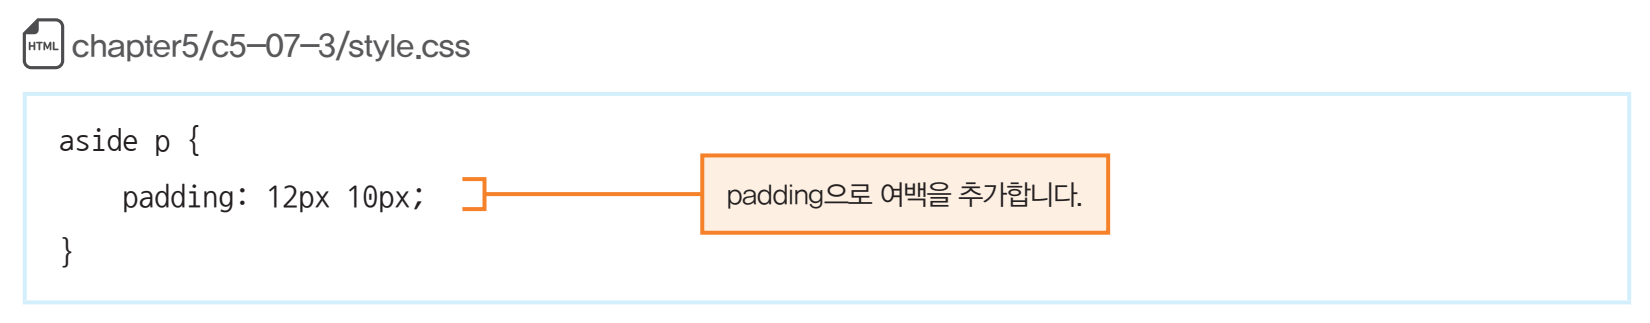 HTML chapter5/c5-07-3/style.css
aside p {
padding: 12px 10px;
padding으로 여백을 추가합니다.
}